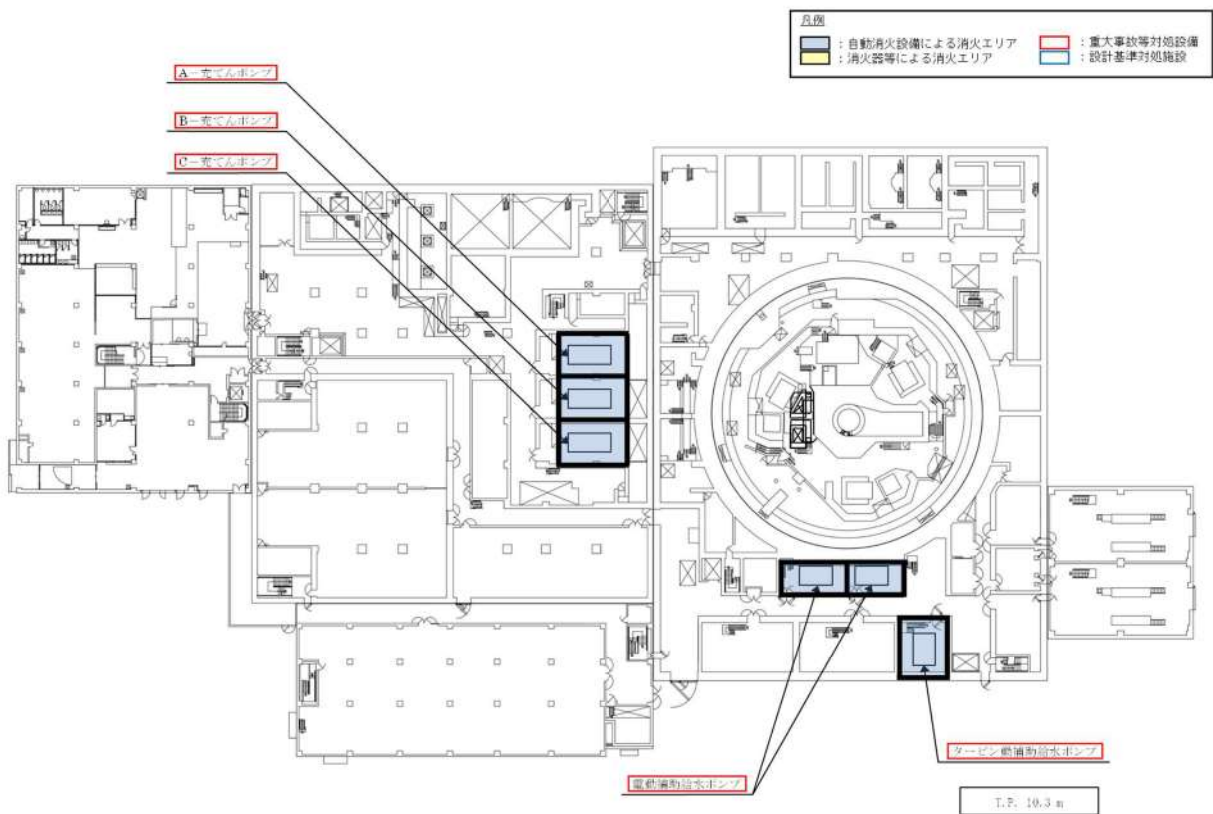 凡例
：自動消火設備による消火エリア
：消火器等による消火エリア
：重大事故等対処設備
：設計基準対処施設
A－充てんポンプ
B－充てんポンプ
C－充てんポンプ
タービン動補助給水ポンプ
電動補助給水ポンプ
T.P. 10.3 m